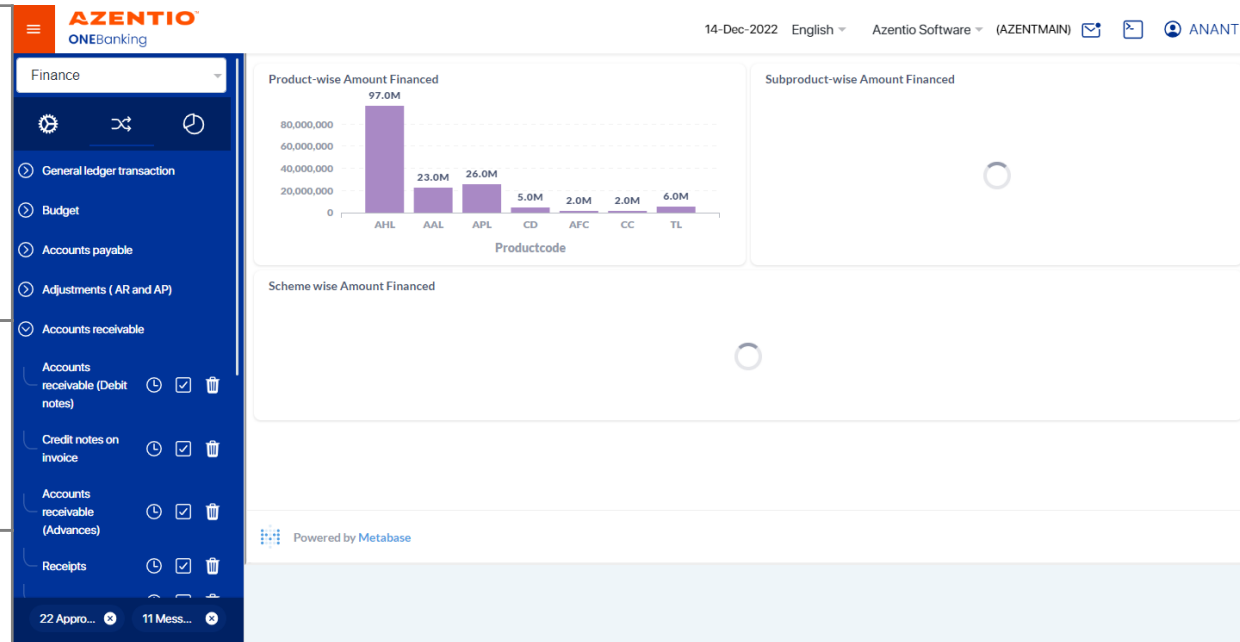 AZENTIO™
ONEBanking
14-Dec-2022 English Azentio Software (AZENTMAIN) ANANT
Finance
General ledger transaction
Budget
Accounts payable
Adjustments ( AR and AP)
Accounts receivable
Accounts
receivable (Debit
notes)
Credit notes on
invoice
Accounts
receivable
(Advances)
Receipts
22 Appro...
11 Mess...
Product-wise Amount Financed
97.0M
80,000,000
60,000,000
40,000,000
20,000,000
0
23.0M
26.0M
5.0M
2.0M
2.0M
6.0M
AHL AAL APL CD AFC CC TL
Productcode
Subproduct-wise Amount Financed
Scheme wise Amount Financed
Powered by Metabase